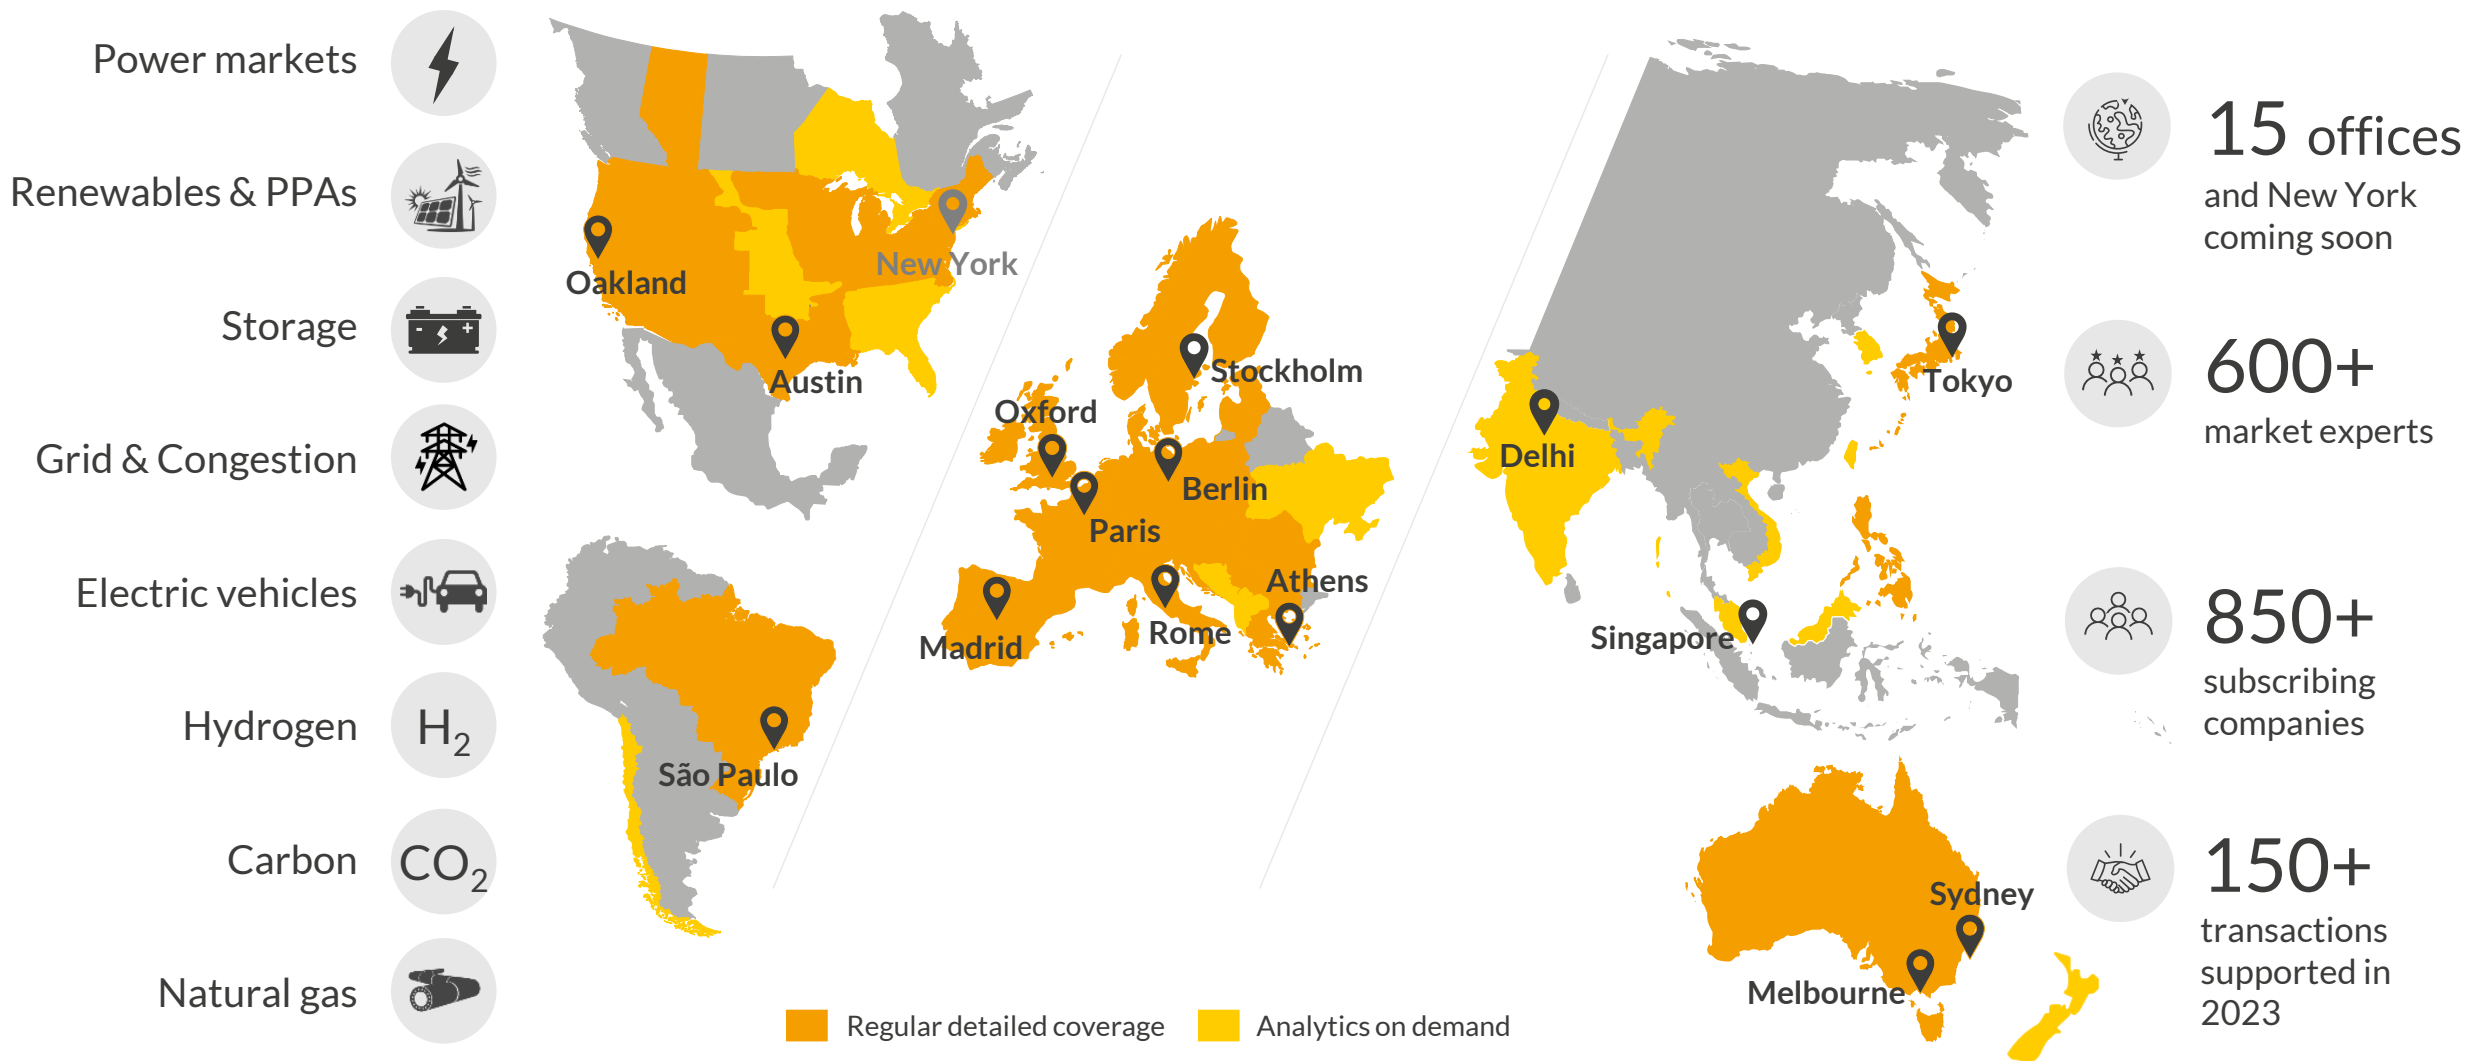 Power markets
Renewables & PPAs
Storage
Grid & Congestion
Electric vehicles
Hydrogen
H2
Carbon
CO2
Natural gas
Oakland
New York
Austin
São Paulo
Stockholm
Oxford
Berlin
Paris
Athens
Madrid
Rome
Tokyo
Delhi
Singapore
Sydney
Melbourne
Regular detailed coverage
Analytics on demand
15 offices
and New York
coming soon
600+
market experts
850+
subscribing
companies
150+
transactions
supported in
2023